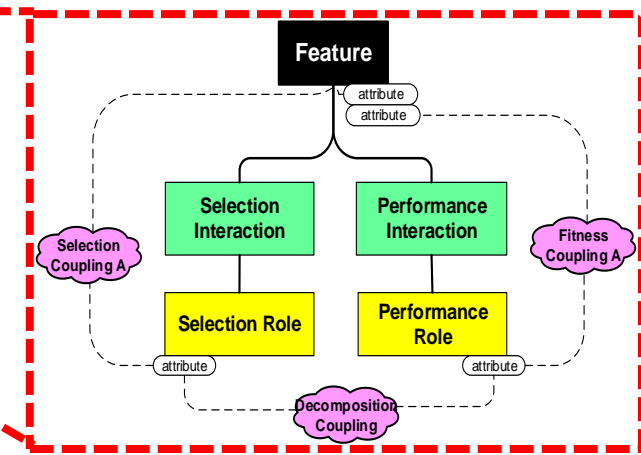 Feature
attribute
attribute
Selection
Interaction
Performance
Interaction
Selection
Coupling A
Fitness
Coupling A
Selection Role
Performance
Role
attribute
attribute
Decomposition
Coupling